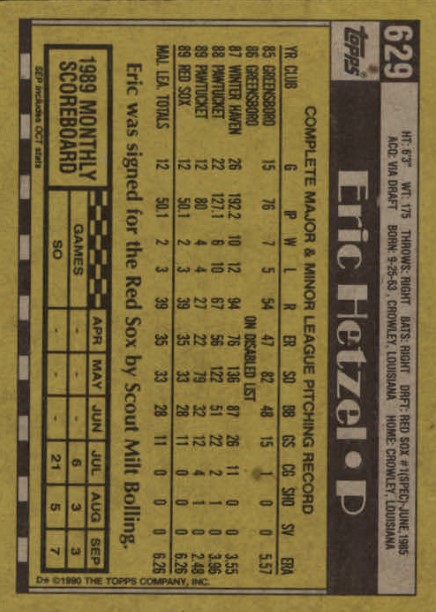 629
TOPPS
HT: 6'3" WT: 175 THROWS: RIGHT BATS: RIGHT DRFT: RED SOX #1(SPEC)-JUNE, 1985
ACQ: VIA DRAFT BORN: 9-25-63, CROWLEY, LOUISIANA HOME: CROWLEY, LOUISIANA
Eric Hetzel • P
COMPLETE MAJOR & MINOR LEAGUE PITCHING RECORD
YR CLUB G IP W L R ER SO BB GS CG SHO SV ERA
85 GREENSBORO 15 76 7 5 54 47 82 48 15 1 0 0 5.57
86 GREENSBORO ON DISABLED LIST
87 WINTER HAVEN 26 192.2 10 12 94 76 136 87 26 11 0 0 3.55
88 PAWTUCKET 22 127.1 6 10 67 56 122 51 22 2 1 0 3.96
89 PAWTUCKET 12 80 4 4 27 22 79 32 12 4 1 0 2.48
89 RED SOX 12 50.1 2 3 39 35 33 28 11 0 0 0 6.26
MAJ. LEA. TOTALS 12 50.1 2 3 39 35 33 28 11 0 0 0 6.26
Eric was signed for the Red Sox by Scout Milt Bolling.
1989 MONTHLY SCOREBOARD
APR MAY JUN JUL AUG SEP
GAMES - - - 6 3 3
SO - - - 21 5 7
SEP includes OCT stats
D* ©1990 THE TOPPS COMPANY, INC.